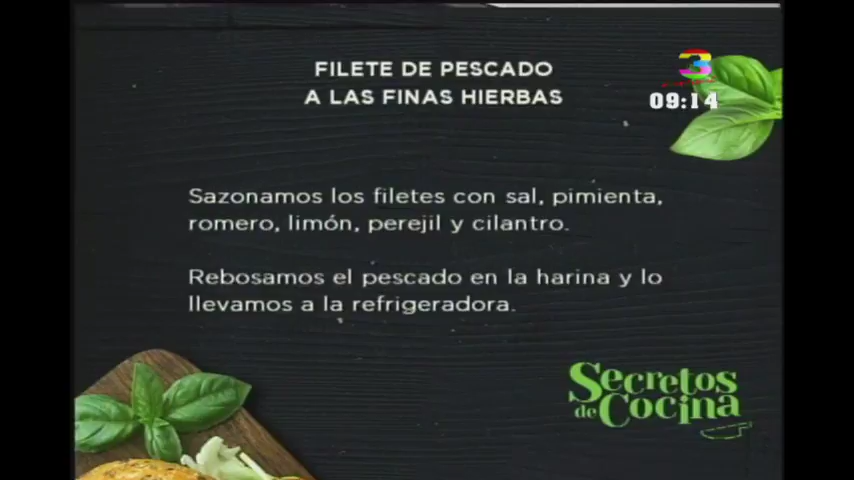 FILETE DE PESCADO
A LAS FINAS HIERBAS
3
09:14
Sazonamos los filetes con sal, pimienta,
romero, limón, perejil y cilantro.
Rebosamos el pescado en la harina y lo
llevamos a la refrigeradora.
Secretos
de Cocina